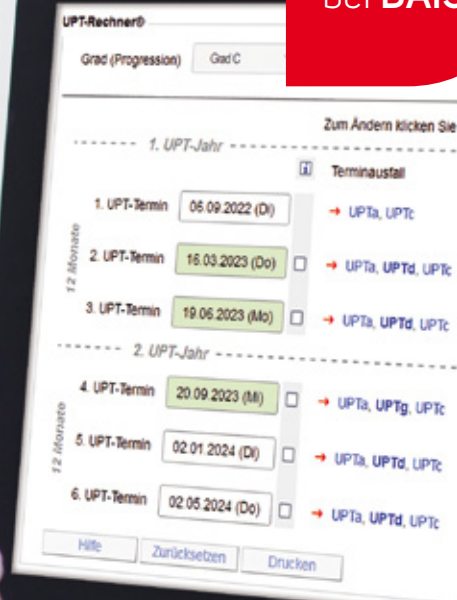 bei DAIS
UPT-Rechner®
Grad (Progression) Grad C
Zum Ändern klicken Sie
1. UPT-Jahr
Terminausfall
12 Monate
1. UPT-Termin 06.09.2022 (Di) → UPTa, UPTc
2. UPT-Termin 16.03.2023 (Do) → UPTa, UPTd, UPTc
3. UPT-Termin 19.06.2023 (Mo) → UPTa, UPTd, UPTc
2. UPT-Jahr
12 Monate
4. UPT-Termin 20.09.2023 (Mi) → UPTa, UPTg, UPTc
5. UPT-Termin 02.01.2024 (Di) → UPTa, UPTd, UPTc
6. UPT-Termin 02.05.2024 (Do) → UPTa, UPTd, UPTc
Hilfe Zurücksetzen Drucken